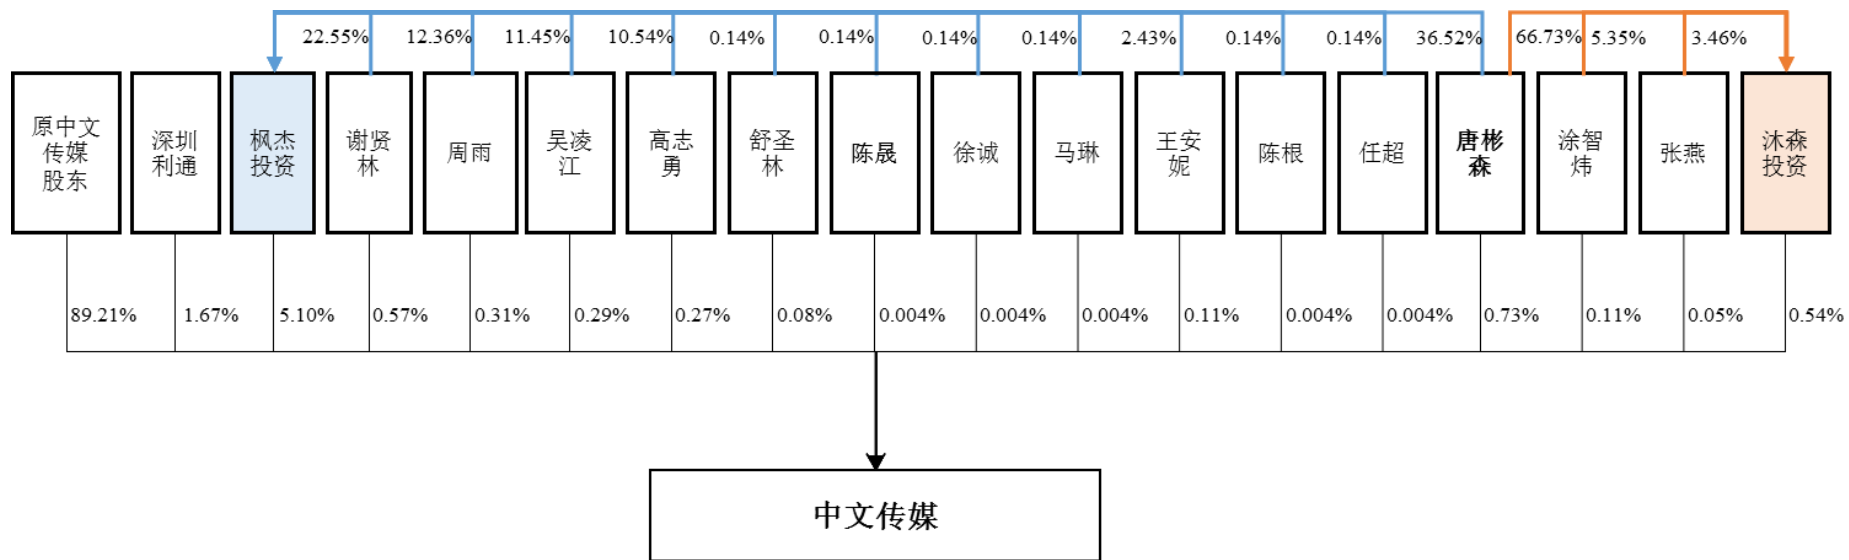 22.55% 12.36% 11.45% 10.54% 0.14% 0.14% 0.14% 0.14% 2.43% 0.14% 0.14% 36.52% 66.73% 5.35% 3.46%
原中文
传媒
股东
深圳
利通
枫杰
投资
谢贤
林
周雨
吴凌
江
高志
勇
舒圣
林
陈晟
徐诚
马琳
王安
妮
陈根
任超
唐彬
森
涂智
炜
张燕
沐森
投资
89.21% 1.67% 5.10% 0.57% 0.31% 0.29% 0.27% 0.08% 0.004% 0.004% 0.004% 0.11% 0.004% 0.004% 0.73% 0.11% 0.05% 0.54%
中文传媒